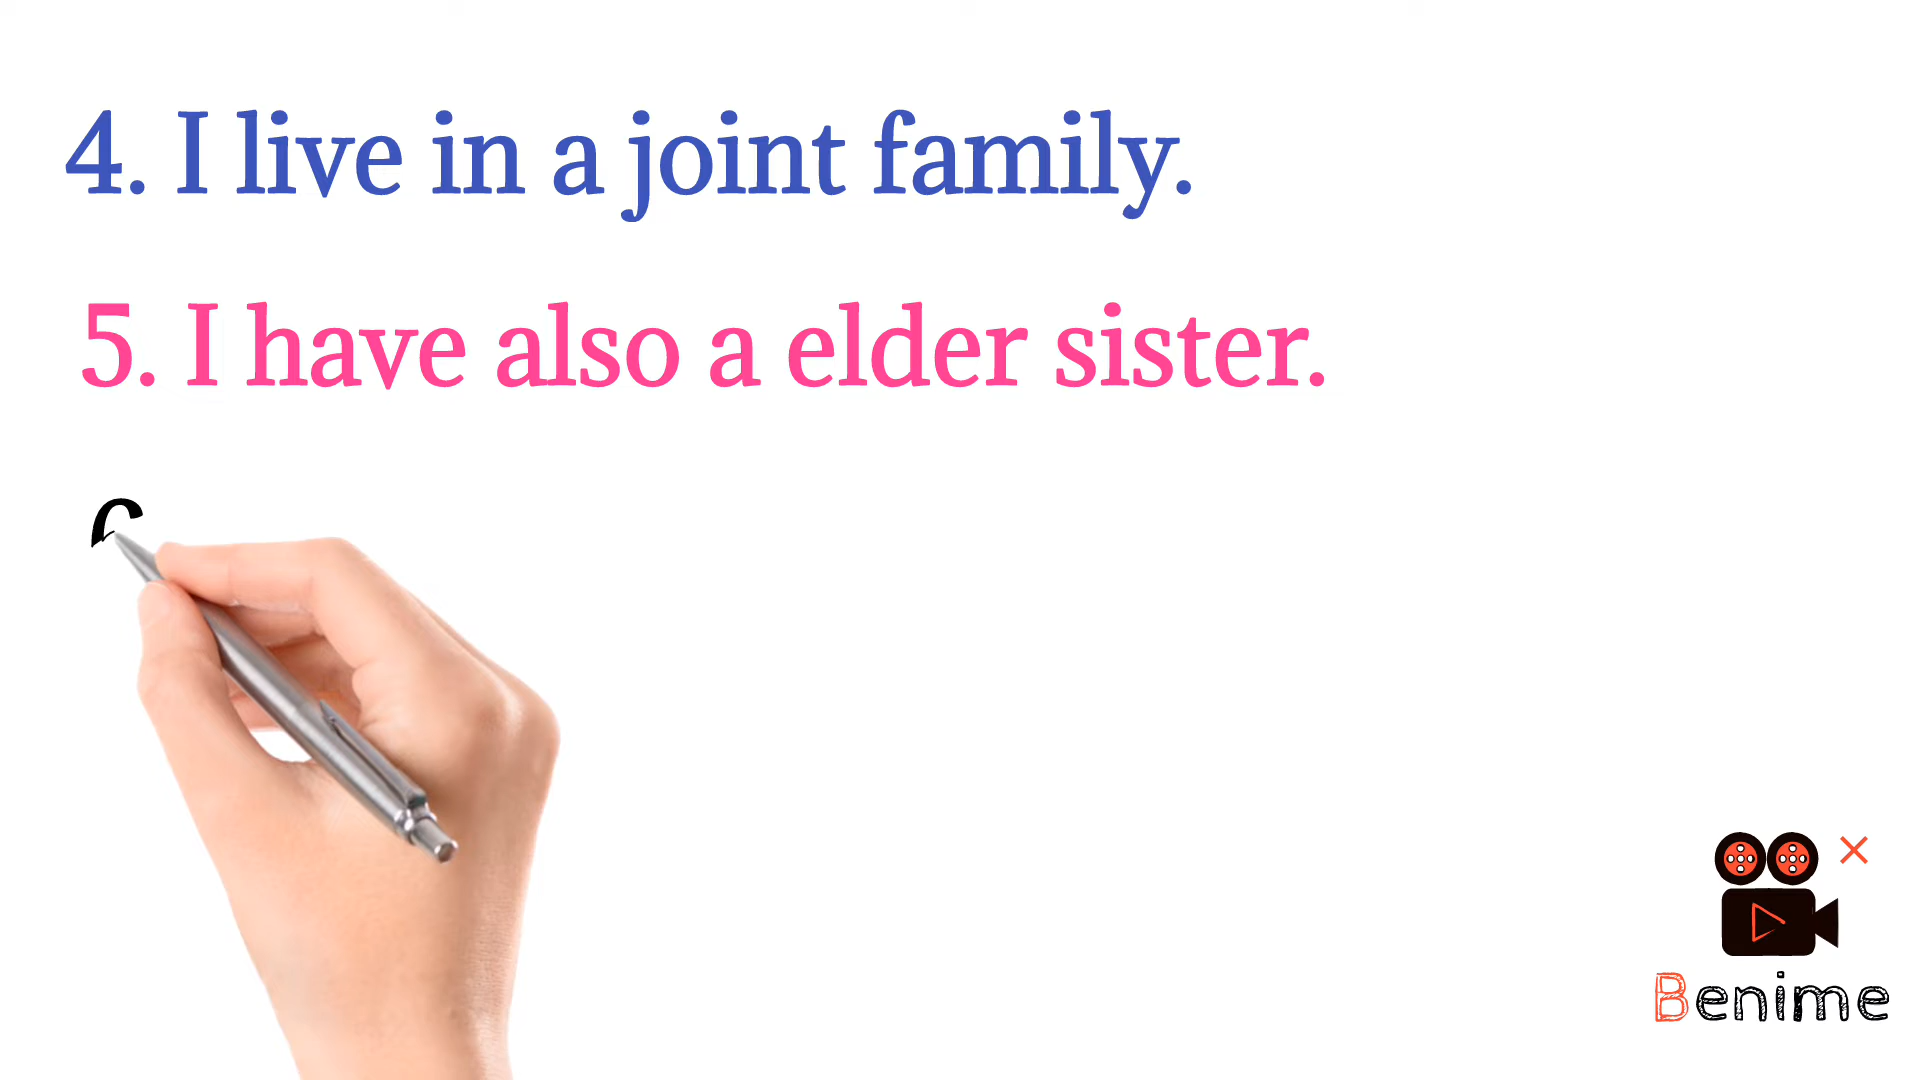 4. I live in a joint family.
5. I have also a elder sister.
Benime